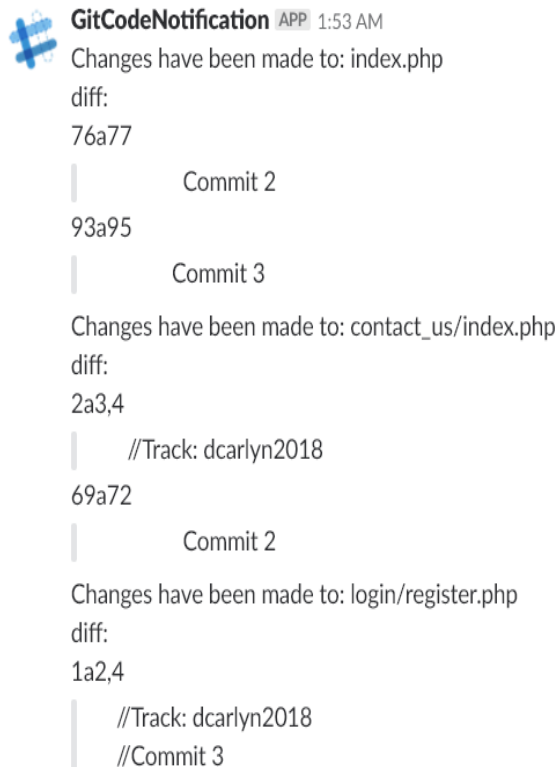 GitCodeNotification APP 1:53 AM
Changes have been made to: index.php
diff:
76a77
Commit 2
93a95
Commit 3
Changes have been made to: contact_us/index.php
diff:
2a3,4
//Track: dcarlyn2018
69a72
Commit 2
Changes have been made to: login/register.php
diff:
1a2,4
//Track: dcarlyn2018
//Commit 3